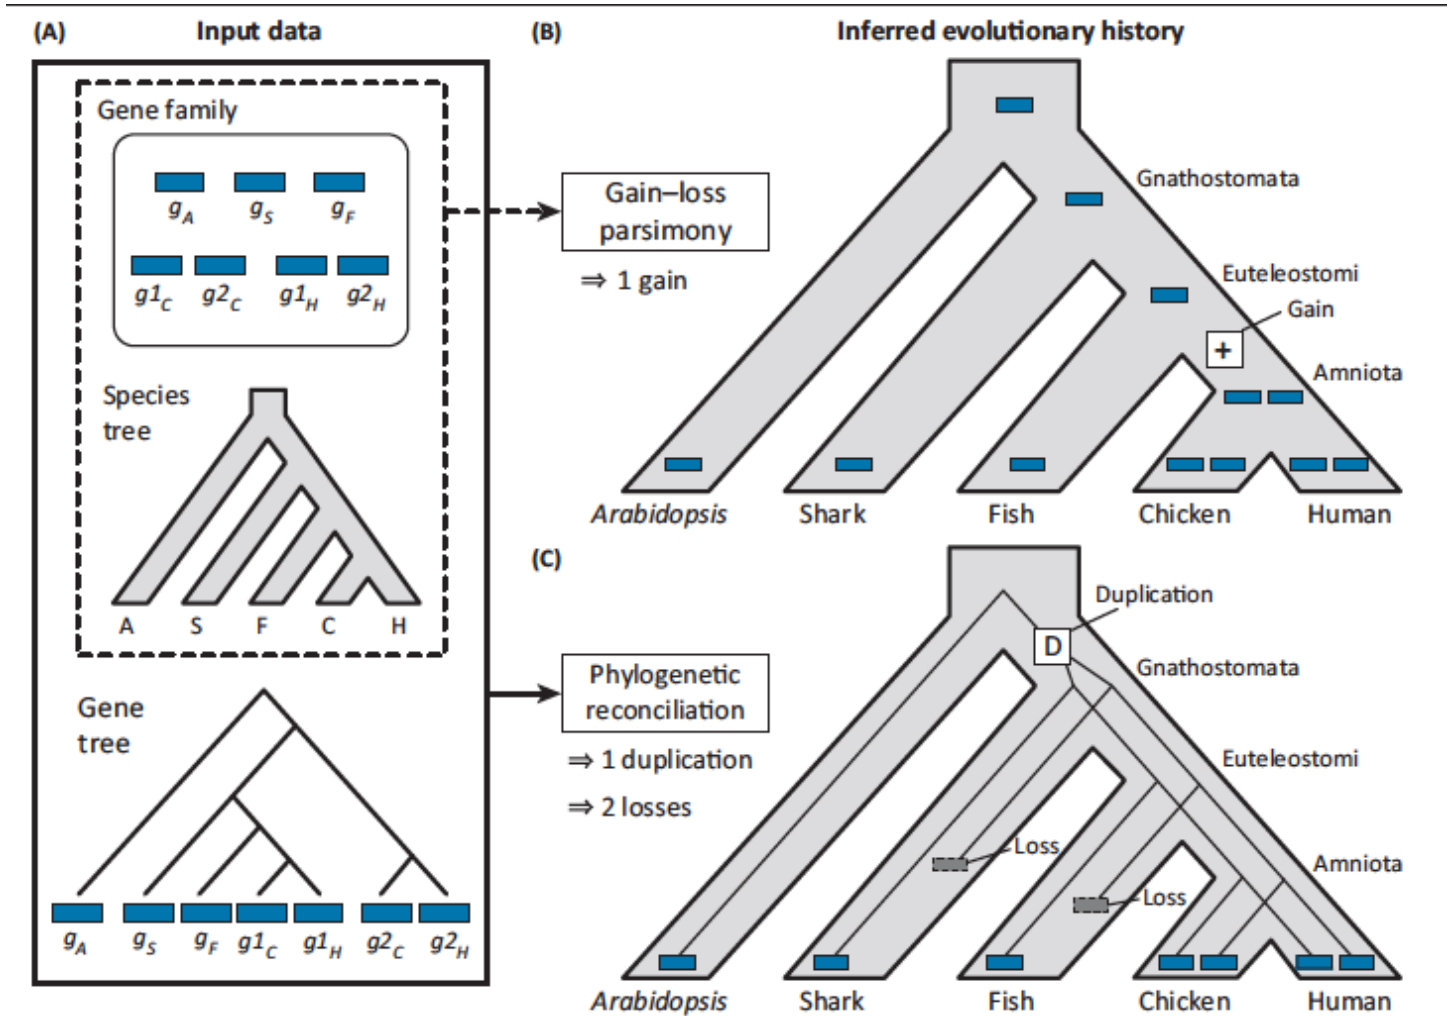 (A) Input data
Gene family
gA gS gF
g1C g2C g1H g2H
Species
tree
A S F C H
Gene
tree
gA gS gF g1C g1H g2C g2H
Gain–loss
parsimony
⇒ 1 gain
Phylogenetic
reconciliation
⇒ 1 duplication
⇒ 2 losses
(B) Inferred evolutionary history
Gnathostomata
Euteleostomi
Gain
+
Amniota
Arabidopsis Shark Fish Chicken Human
(C)
Duplication
D
Gnathostomata
Euteleostomi
Loss
Amniota
Loss
Arabidopsis Shark Fish Chicken Human